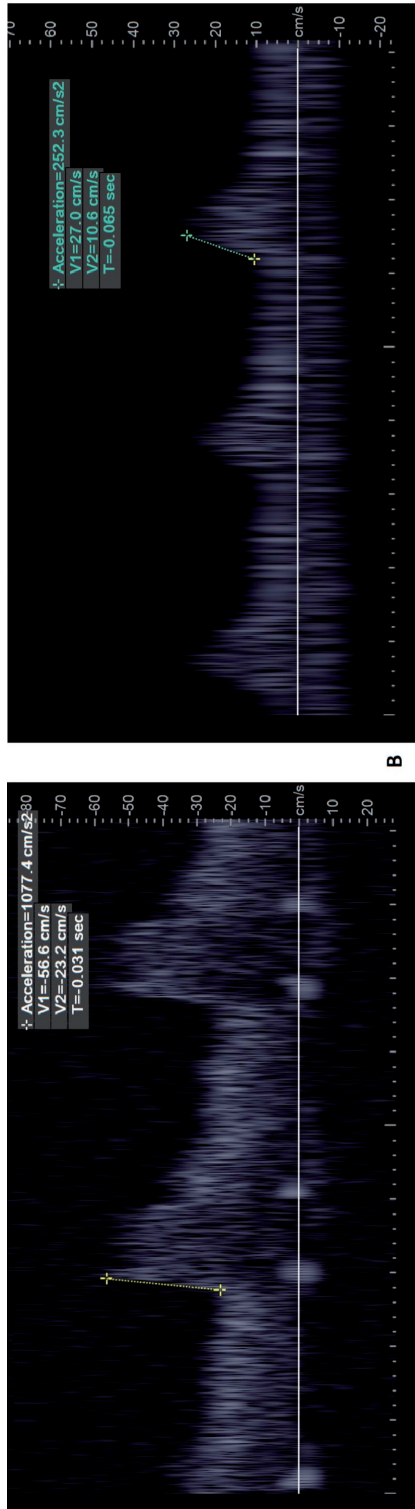 Acceleration=1077.4 cm/s2
V1=-56.6 cm/s
V2=-23.2 cm/s
T=-0.031 sec
-80
-70
-60
-50
-40
-30
-20
cm/s
10
20
B
Acceleration=252.3 cm/s2
V1=27.0 cm/s
V2=10.6 cm/s
T=-0.065 sec
70
60
50
40
30
20
10
cm/s
-10
-20